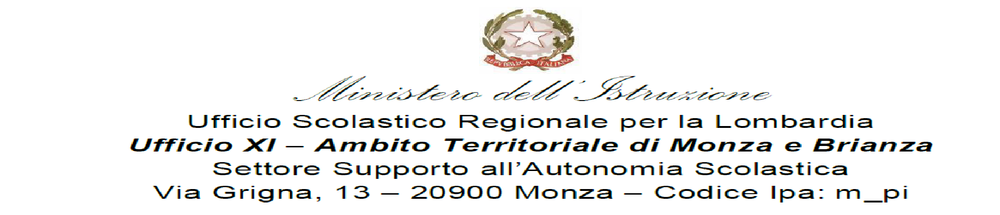 REPVBBLICA ITALIANA
Ministero dell'Istruzione
Ufficio Scolastico Regionale per la Lombardia
Ufficio XI – Ambito Territoriale di Monza e Brianza
Settore Supporto all’Autonomia Scolastica
Via Grigna, 13 – 20900 Monza – Codice Ipa: m_pi